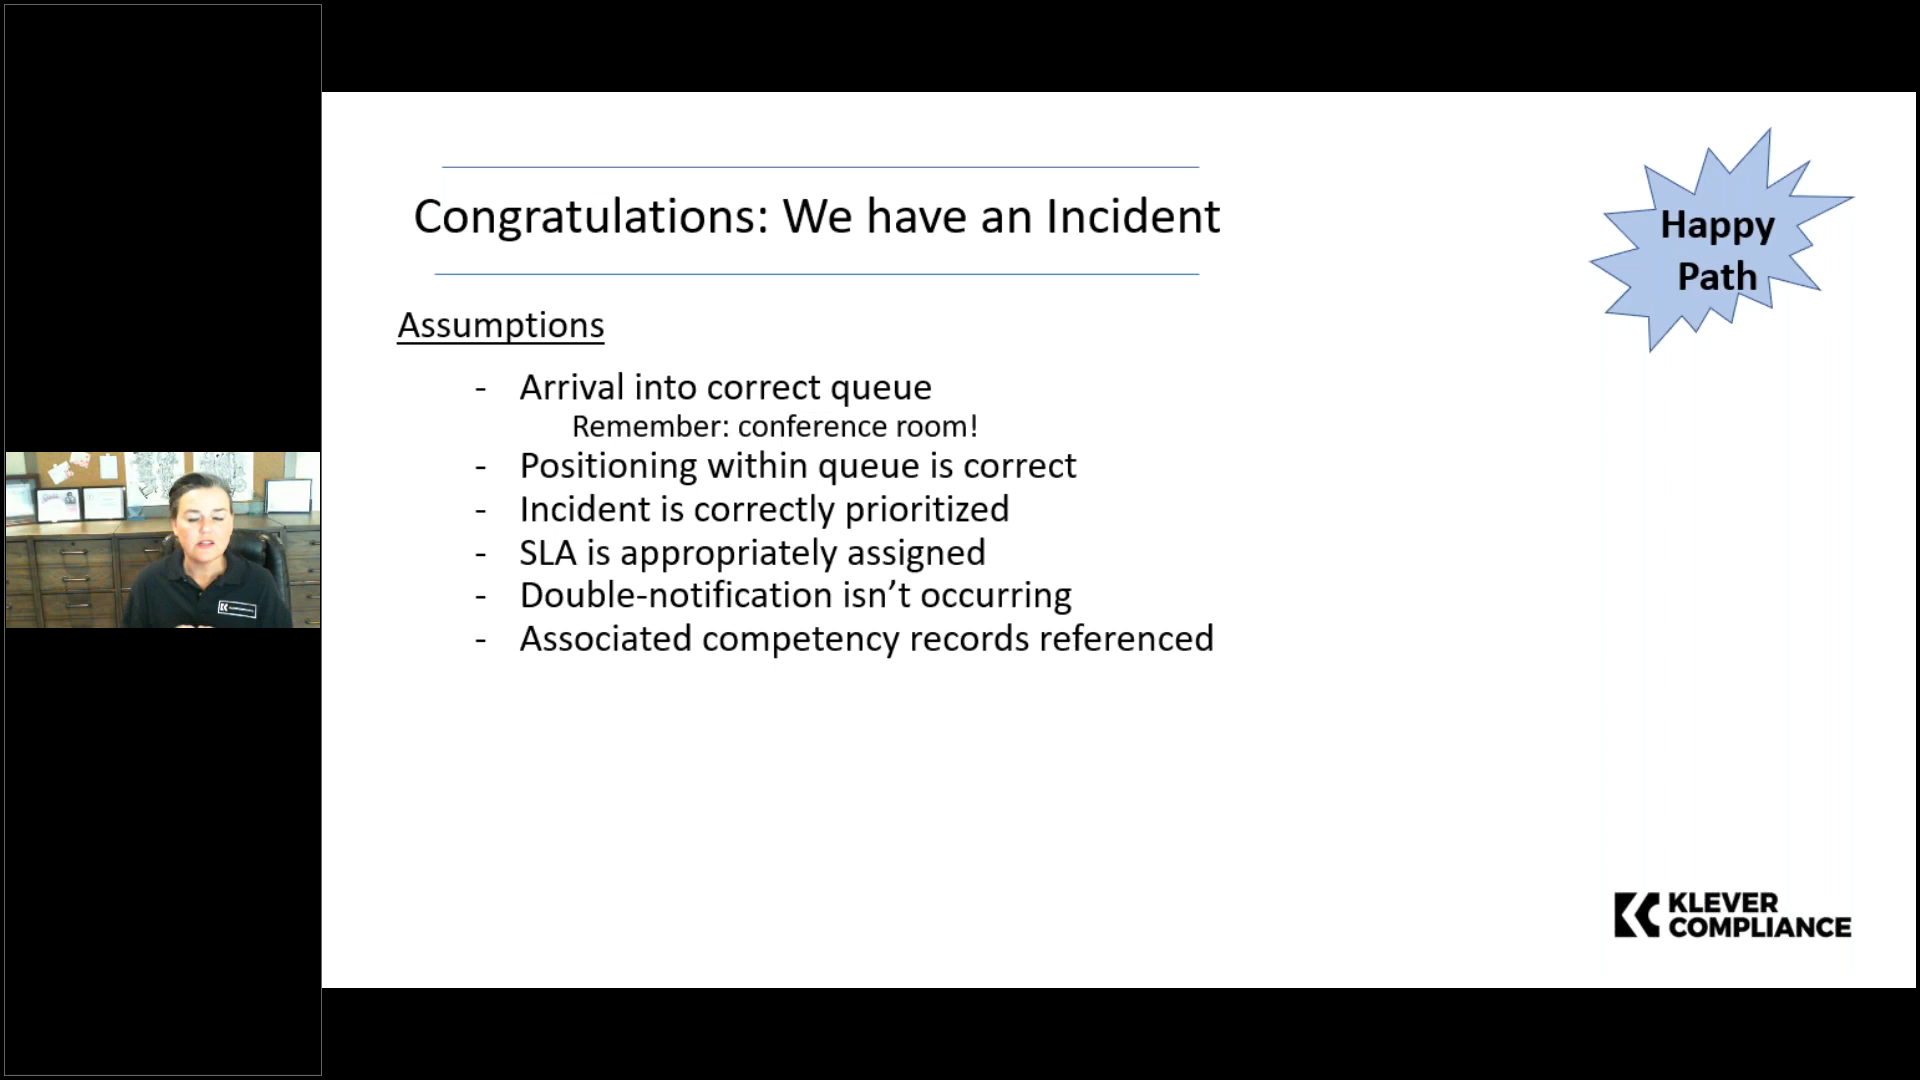 Congratulations: We have an Incident
Happy
Path
Assumptions
- Arrival into correct queue
Remember: conference room!
- Positioning within queue is correct
- Incident is correctly prioritized
- SLA is appropriately assigned
- Double-notification isn’t occurring
- Associated competency records referenced
KLEVER
COMPLIANCE